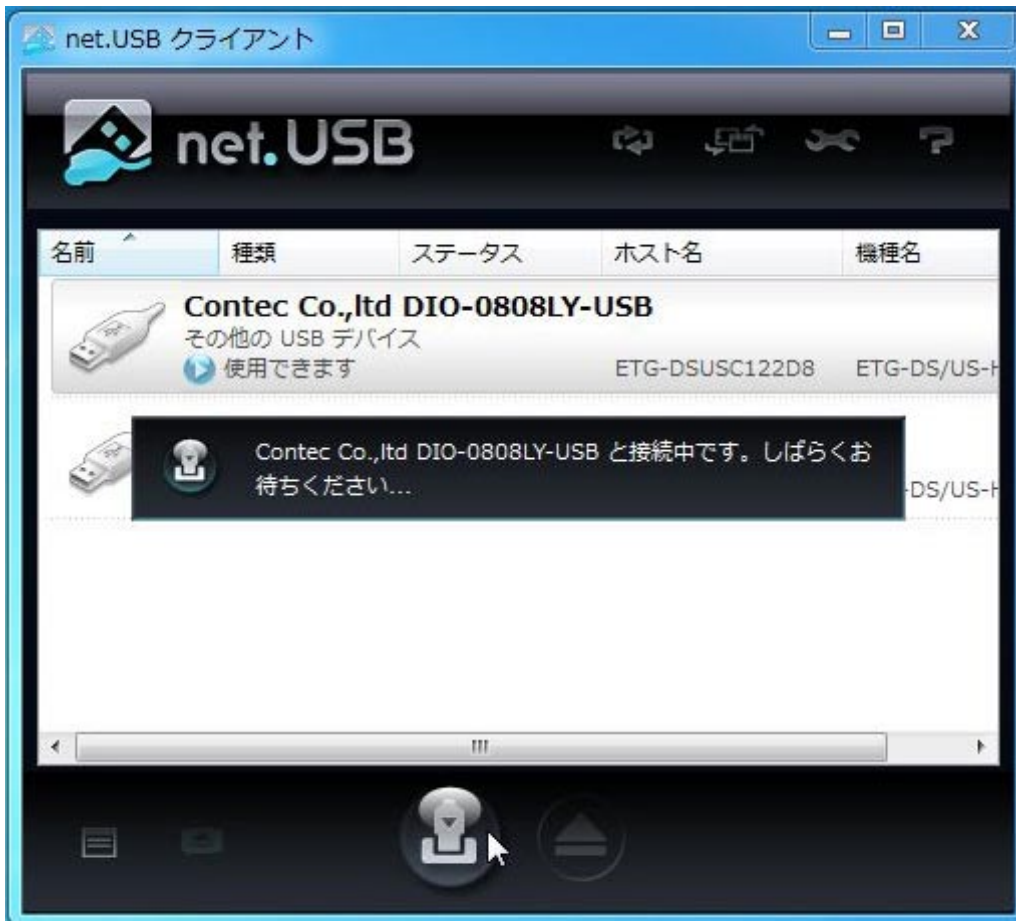 net.USB クライアント
net.USB
名前 種類 ステータス ホスト名 機種名
Contec Co.,ltd DIO-0808LY-USB
その他の USB デバイス
使用できます ETG-DSUSC122D8 ETG-DS/US-H
Contec Co.,ltd DIO-0808LY-USB と接続中です。しばらくお
待ちください...
-DS/US-H